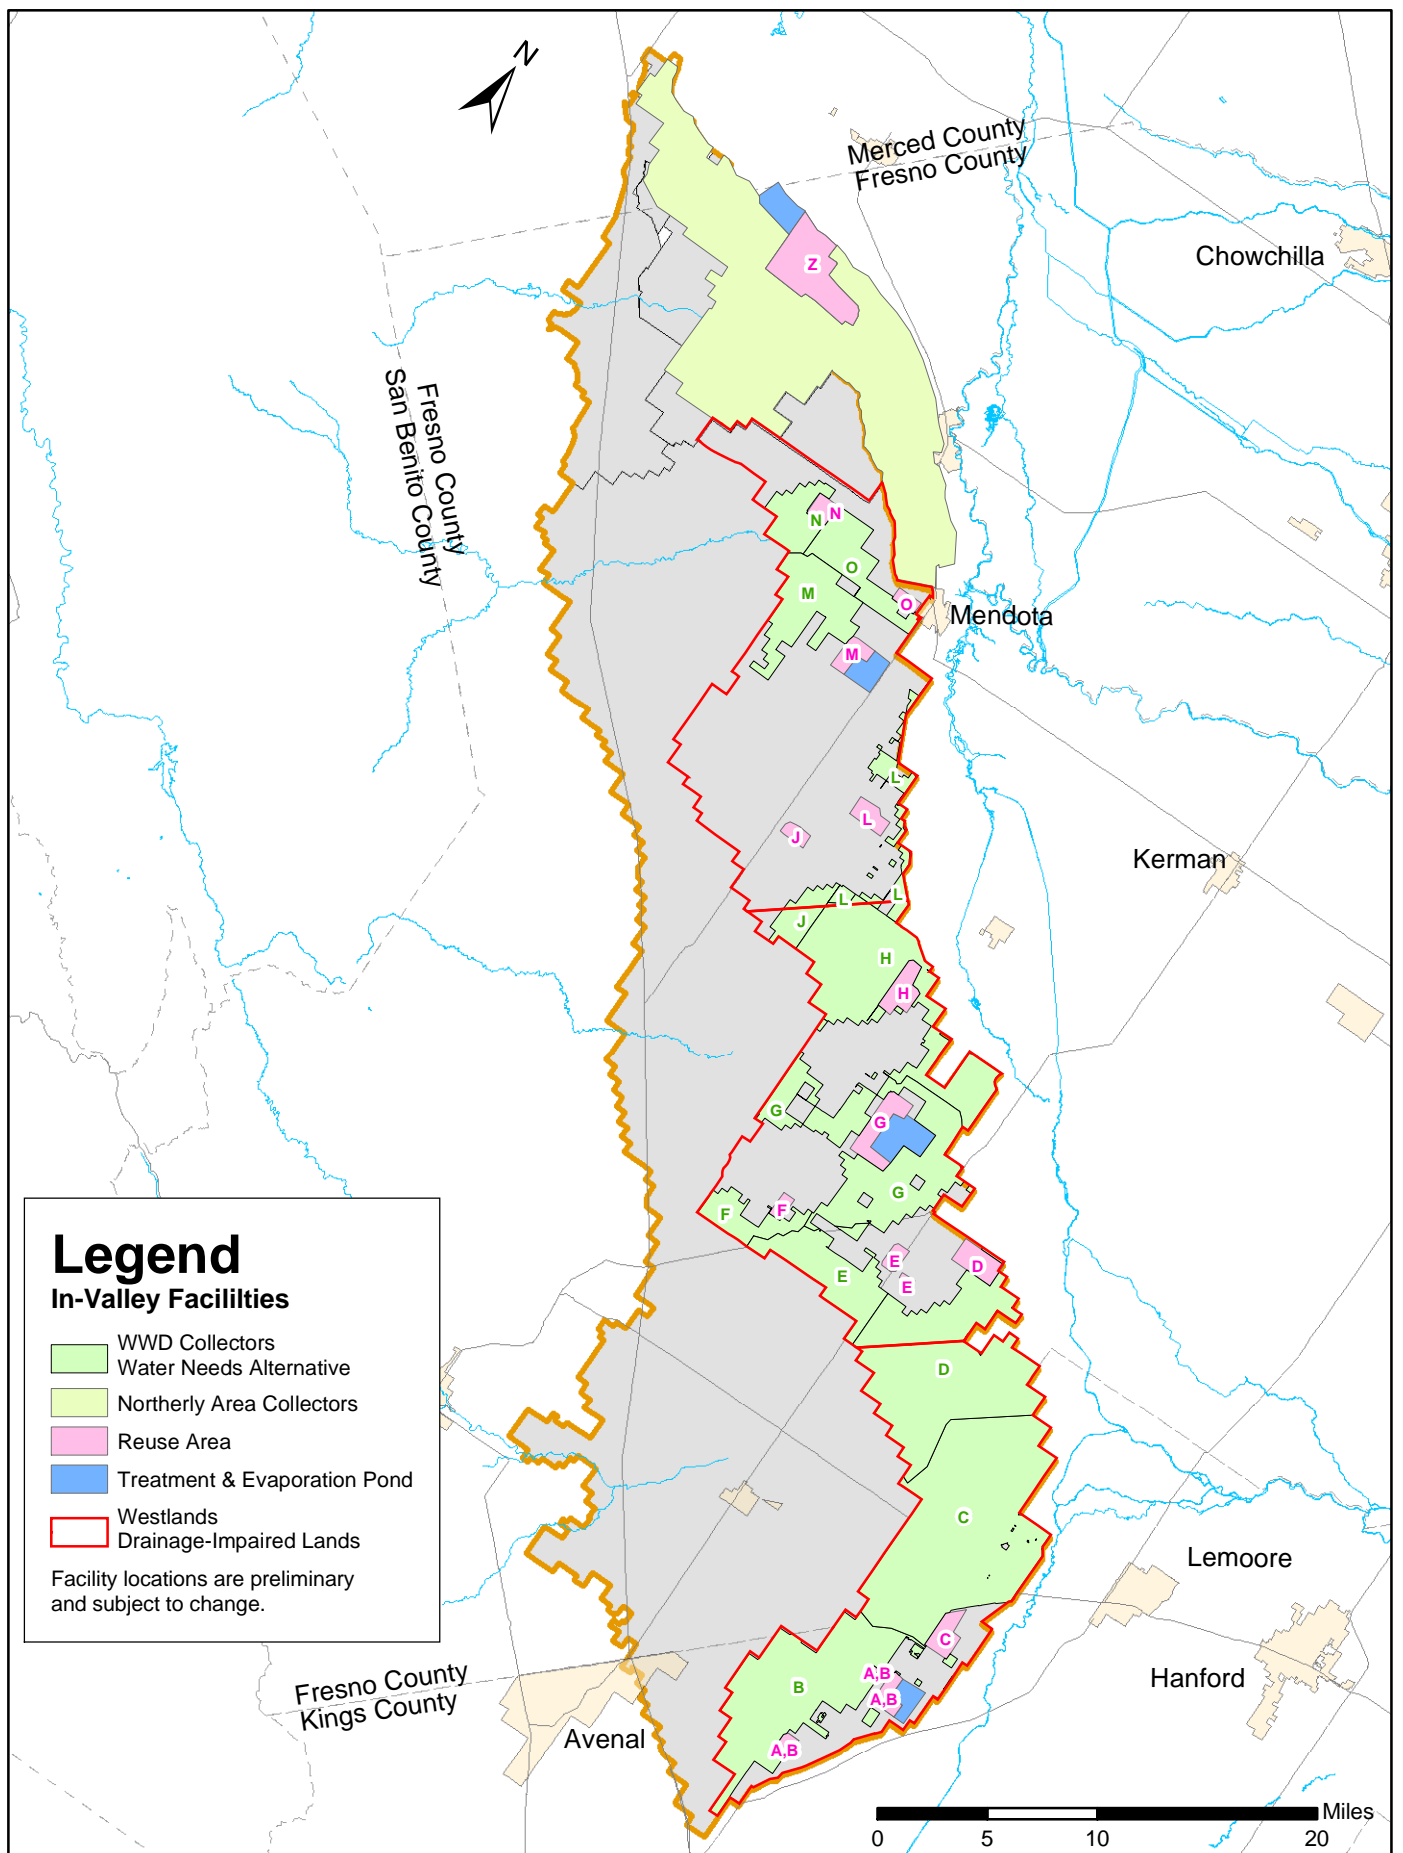 N
Merced County
Fresno County
Chowchilla
Z
Fresno County
San Benito County
N
N
O
M
O
Mendota
M
L
L
J
Kerman
L
L
J
H
H
G
G
G
F
F
E
D
E
E
Legend
In-Valley Facililties
WWD Collectors
Water Needs Alternative
Northerly Area Collectors
Reuse Area
Treatment & Evaporation Pond
Westlands
Drainage-Impaired Lands
Facility locations are preliminary
and subject to change.
D
C
Lemoore
C
Fresno County
Kings County
Hanford
A,B
B
A,B
Avenal
A,B
Miles
0 5 10 20